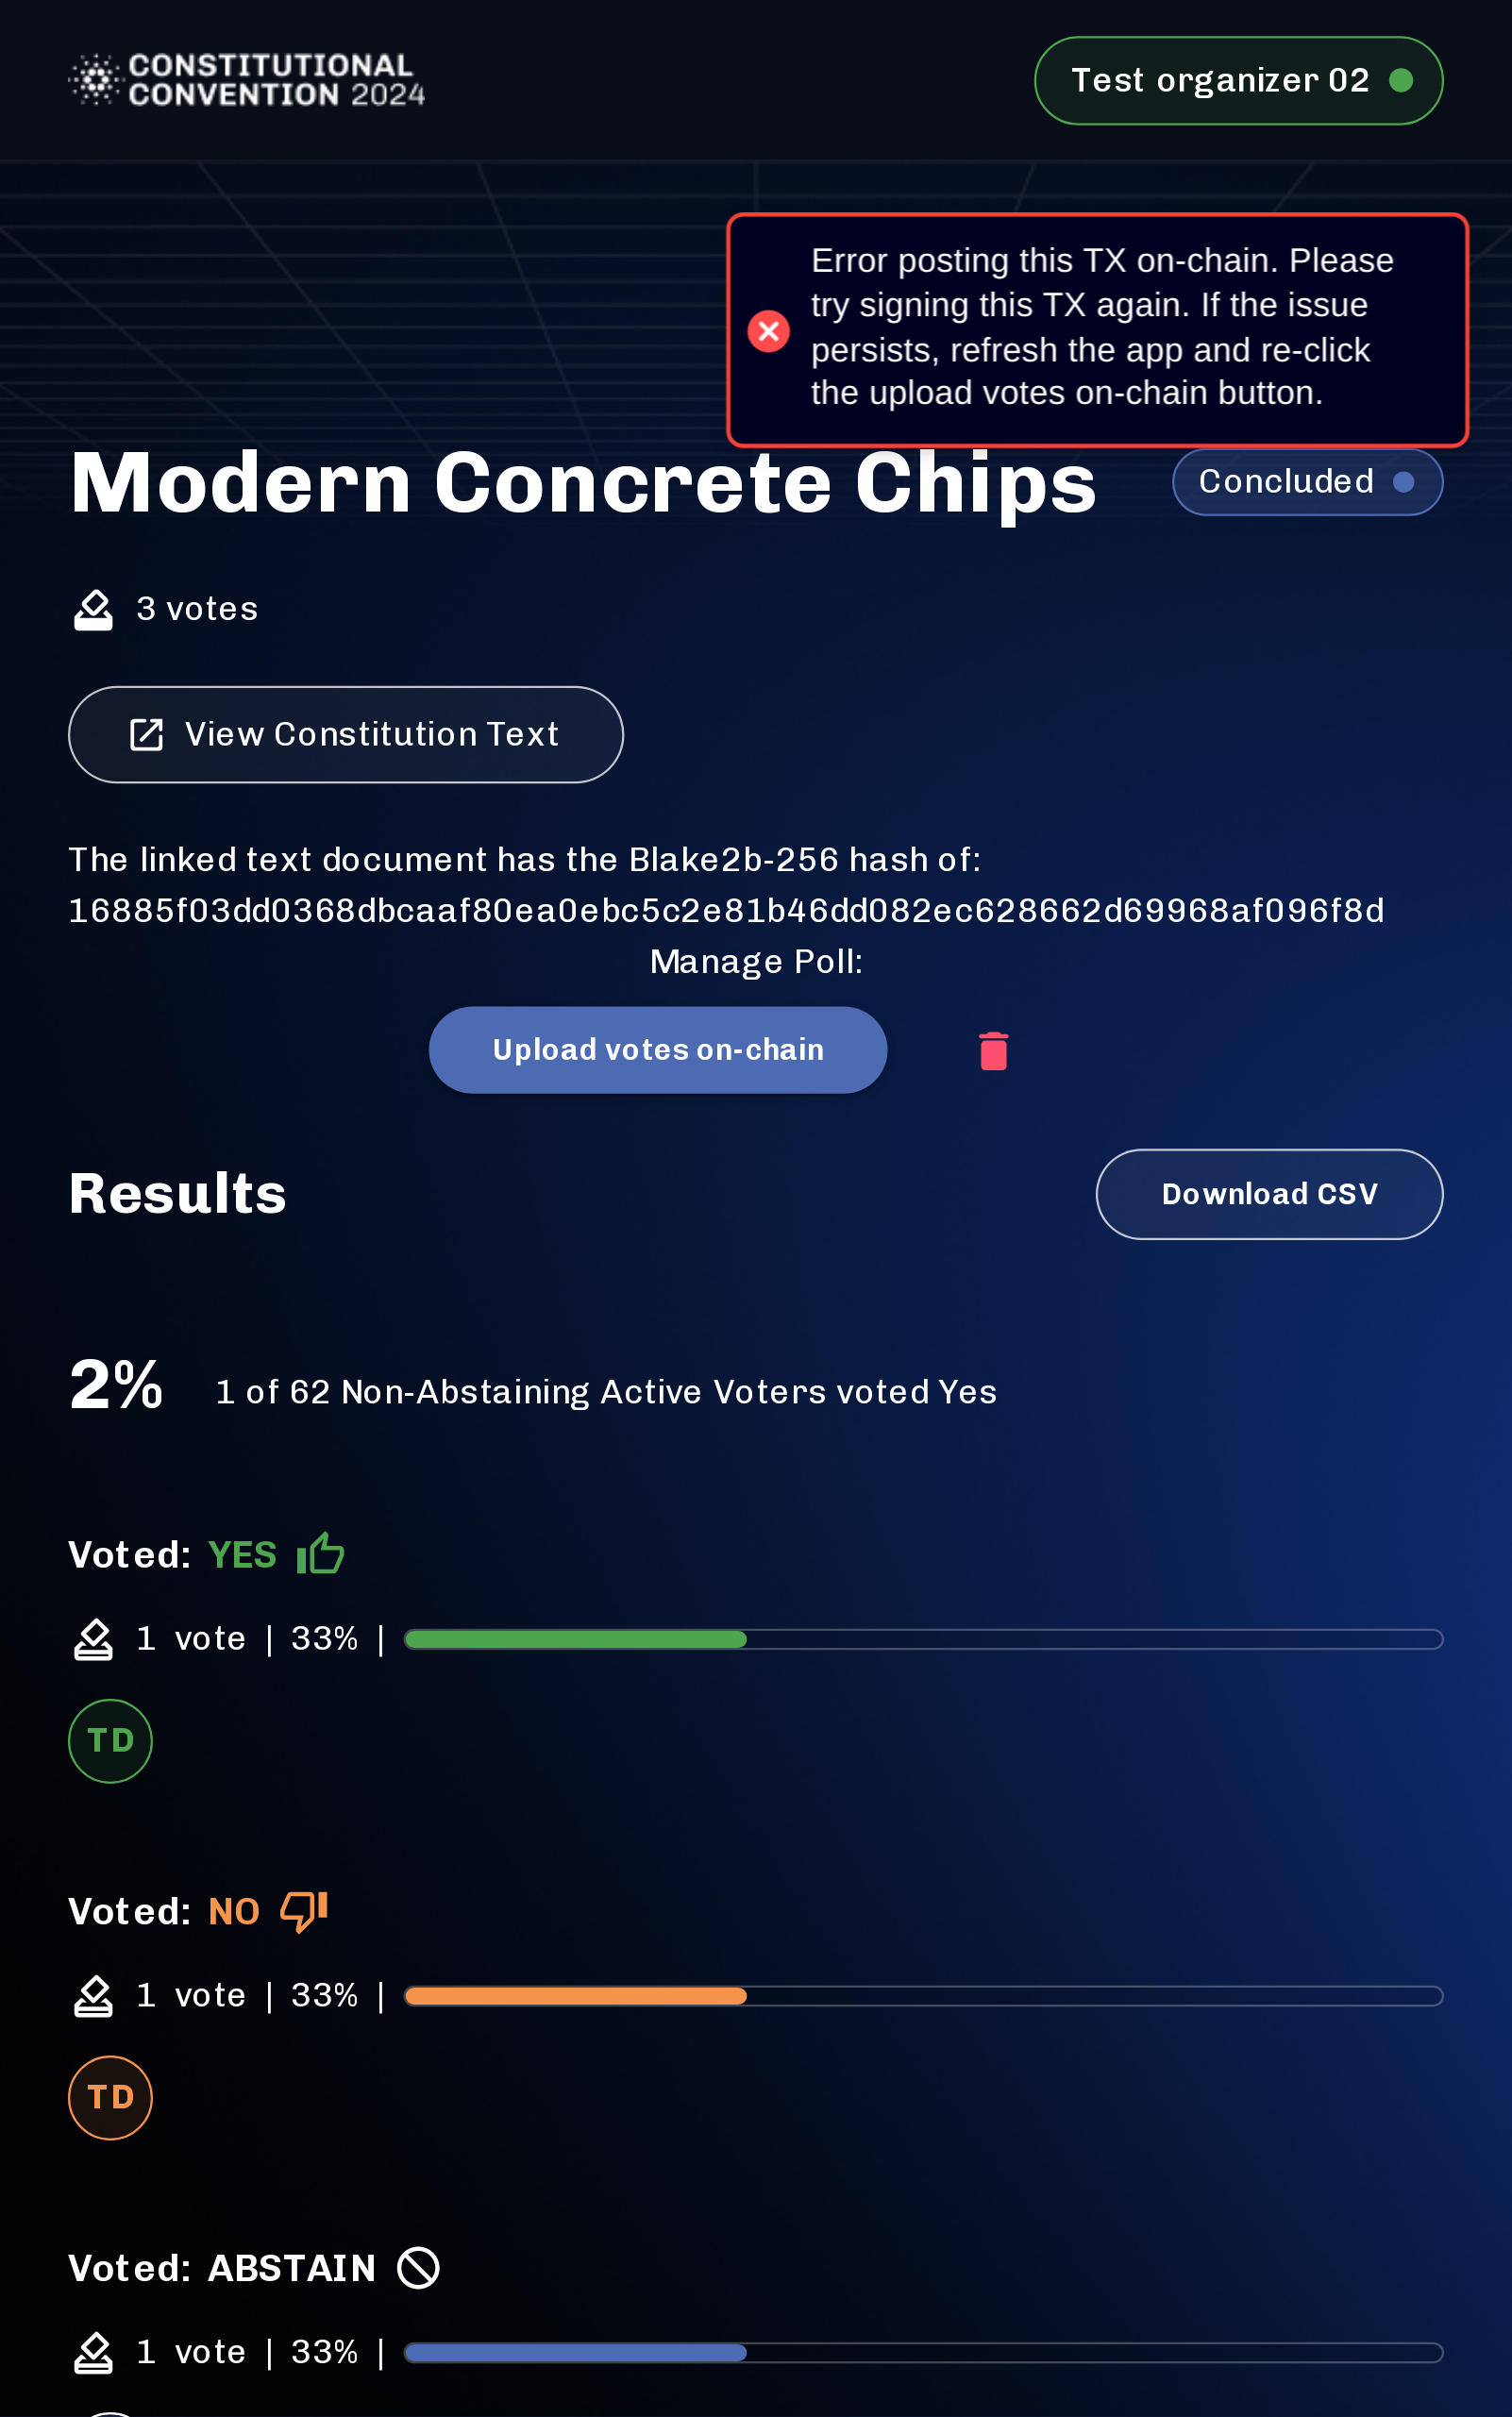 CONSTITUTIONAL
CONVENTION 2024
Test organizer 02
Error posting this TX on-chain. Please
try signing this TX again. If the issue
persists, refresh the app and re-click
the upload votes on-chain button.
Modern Concrete Chips
Concluded
3 votes
View Constitution Text
The linked text document has the Blake2b-256 hash of:
16885f03dd0368dbcaaf80ea0ebc5c2e81b46dd082ec628662d69968af096f8d
Manage Poll:
Upload votes on-chain
Results
Download CSV
2%
1 of 62 Non-Abstaining Active Voters voted Yes
Voted: YES
1 vote | 33% |
TD
Voted: NO
1 vote | 33% |
TD
Voted: ABSTAIN
1 vote | 33% |